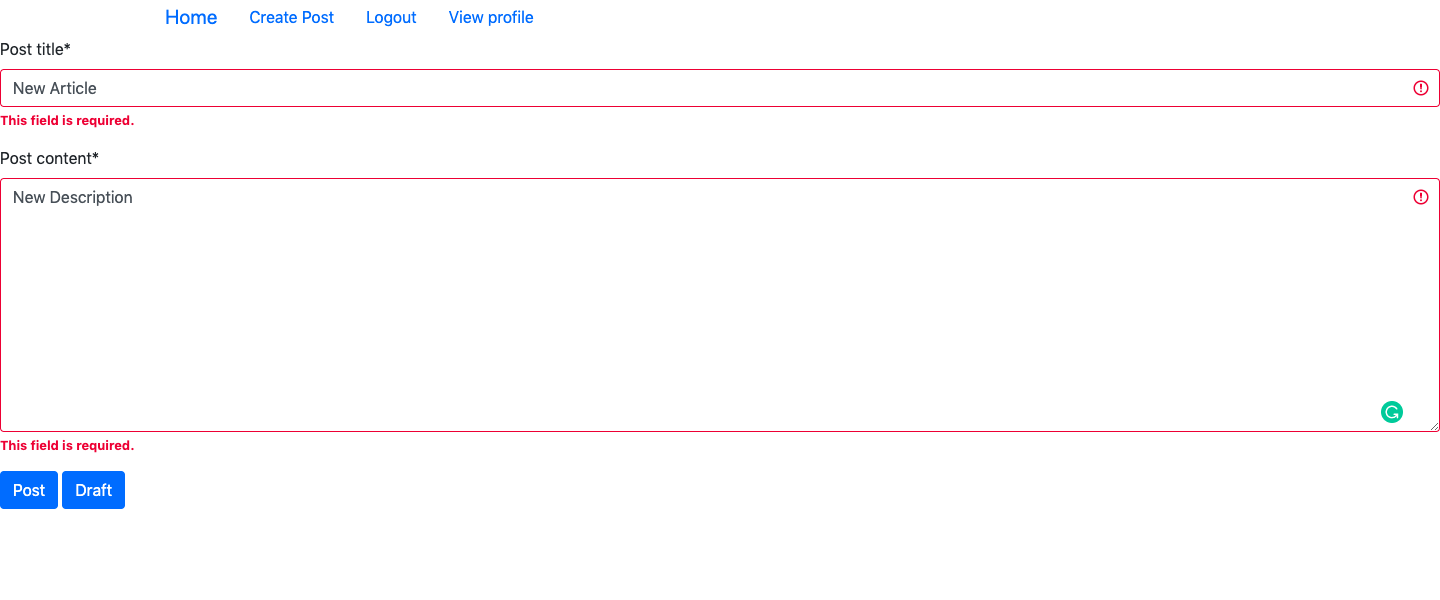 Home Create Post Logout View profile
Post title*
New Article
This field is required.
Post content*
New Description
This field is required.
Post Draft